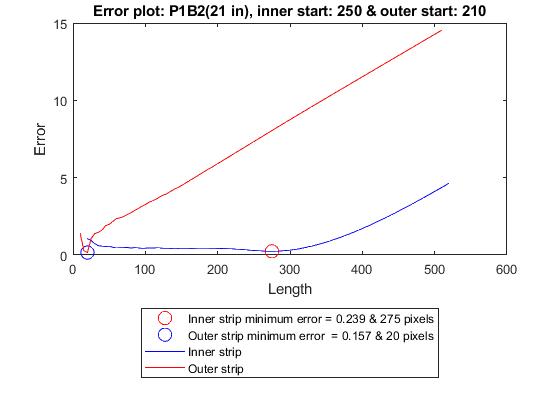 Error plot: P1B2(21 in), inner start: 250 & outer start: 210
15
10
5
0
Error
0 100 200 300 400 500 600
Length
Inner strip minimum error = 0.239 & 275 pixels
Outer strip minimum error = 0.157 & 20 pixels
Inner strip
Outer strip